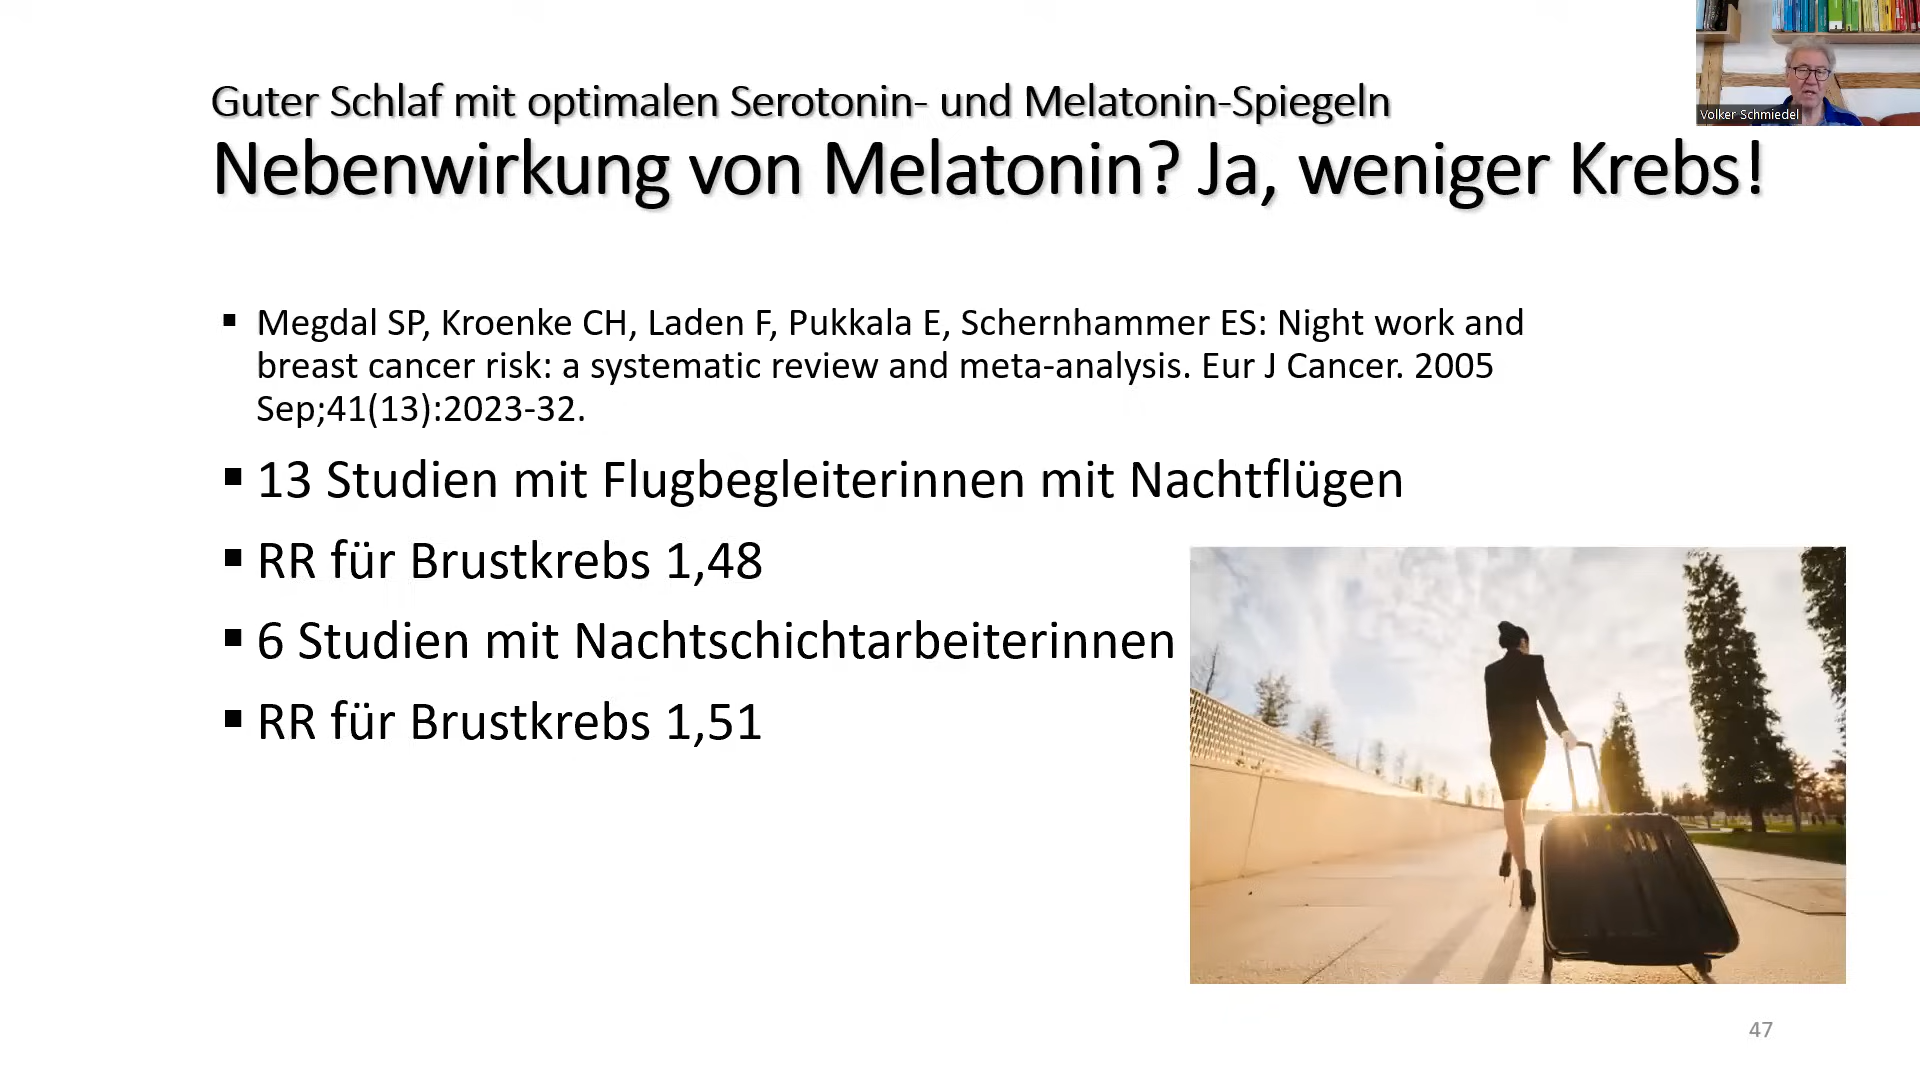 Guter Schlaf mit optimalen Serotonin- und Melatonin-Spiegeln
Nebenwirkung von Melatonin? Ja, weniger Krebs!
Volker Schmiedel
▪ Megdal SP, Kroenke CH, Laden F, Pukkala E, Schernhammer ES: Night work and
breast cancer risk: a systematic review and meta-analysis. Eur J Cancer. 2005
Sep;41(13):2023-32.
▪ 13 Studien mit Flugbegleiterinnen mit Nachtflügen
▪ RR für Brustkrebs 1,48
▪ 6 Studien mit Nachtschichtarbeiterinnen
▪ RR für Brustkrebs 1,51
47